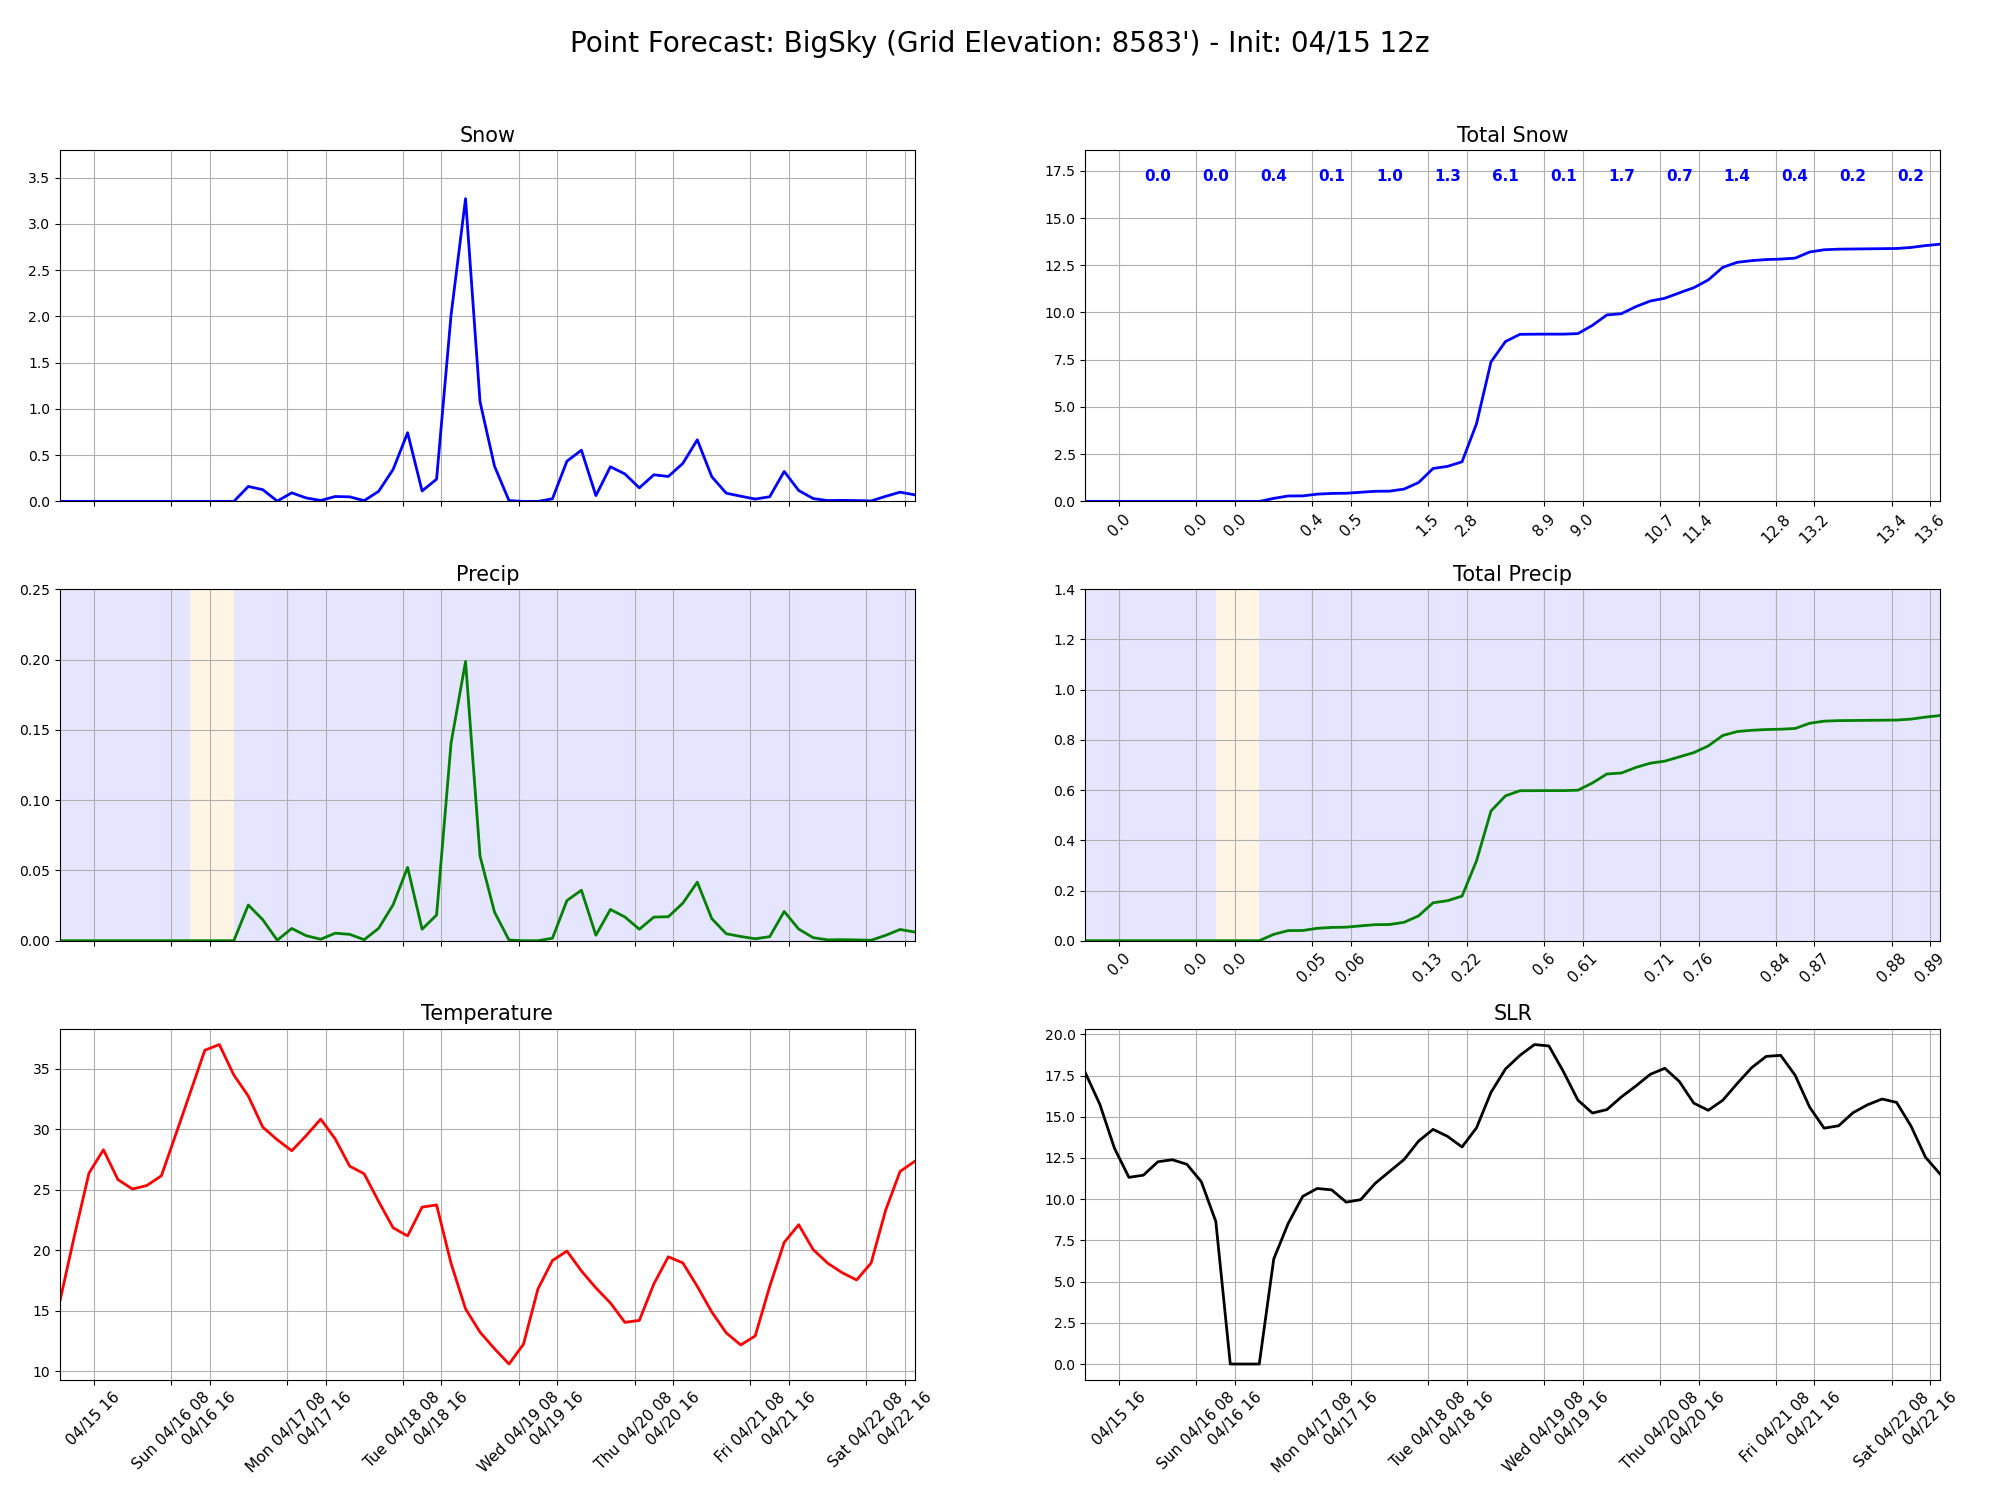 Point Forecast: BigSky (Grid Elevation: 8583') - Init: 04/15 12z
Snow
3.5
3.0
2.5
2.0
1.5
1.0
0.5
0.0
Total Snow
17.5
15.0
12.5
10.0
7.5
5.0
2.5
0.0
0.0 0.0 0.4 0.1 1.0 1.3 6.1 0.1 1.7 0.7 1.4 0.4 0.2 0.2
0.0 0.0 0.0 0.4 0.5 1.5 2.8 8.9 9.0 10.7 11.4 12.8 13.2 13.4 13.6
Precip
0.25
0.20
0.15
0.10
0.05
0.00
Total Precip
1.4
1.2
1.0
0.8
0.6
0.4
0.2
0.0
0.0 0.0 0.0 0.05 0.06 0.13 0.22 0.6 0.61 0.71 0.76 0.84 0.87 0.88 0.89
Temperature
35
30
25
20
15
10
04/15 16
Sun 04/16 08
04/16 16
Mon 04/17 08
04/17 16
Tue 04/18 08
04/18 16
Wed 04/19 08
04/19 16
Thu 04/20 08
04/20 16
Fri 04/21 08
04/21 16
Sat 04/22 08
04/22 16
SLR
20.0
17.5
15.0
12.5
10.0
7.5
5.0
2.5
0.0
04/15 16
Sun 04/16 08
04/16 16
Mon 04/17 08
04/17 16
Tue 04/18 08
04/18 16
Wed 04/19 08
04/19 16
Thu 04/20 08
04/20 16
Fri 04/21 08
04/21 16
Sat 04/22 08
04/22 16